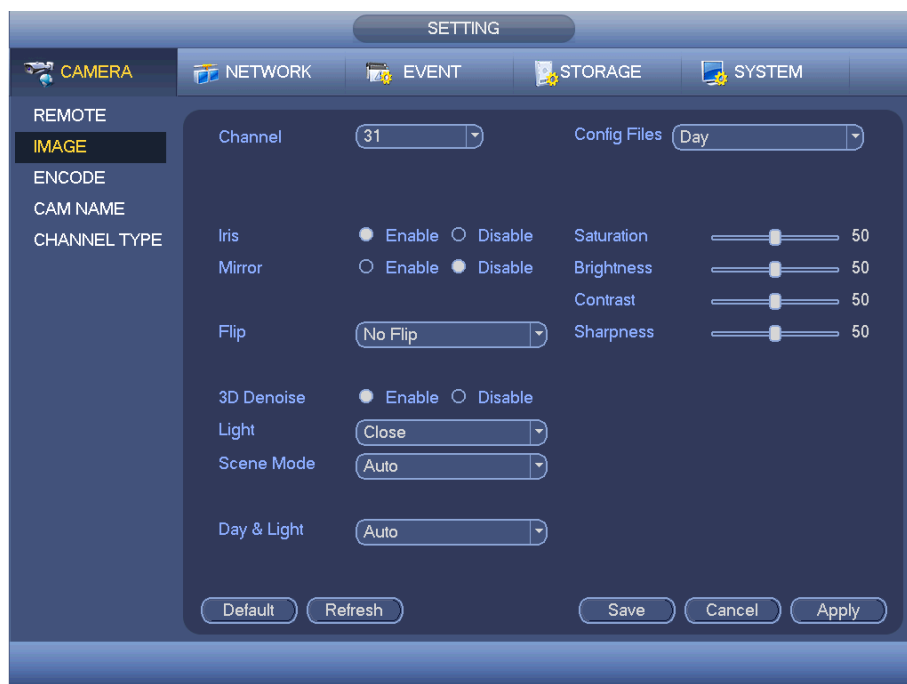 SETTING
CAMERA NETWORK EVENT STORAGE SYSTEM
REMOTE
IMAGE
ENCODE
CAM NAME
CHANNEL TYPE
Channel 31 Config Files Day
Iris Enable Disable Saturation 50
Mirror Enable Disable Brightness 50
Contrast 50
Flip No Flip Sharpness 50
3D Denoise Enable Disable
Light Close
Scene Mode Auto
Day & Light Auto
Default Refresh Save Cancel Apply